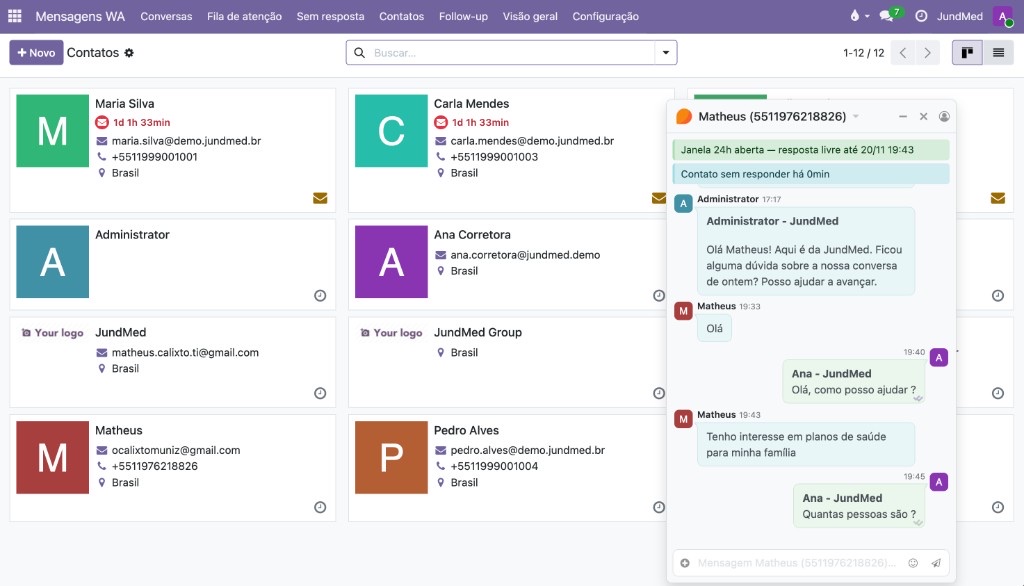 Mensagens WA Conversas Fila de atenção Sem resposta Contatos Follow-up Visão geral Configuração 7 JundMed A
+ Novo Contatos Buscar... 1-12 / 12
M
Maria Silva
1d 1h 33min
maria.silva@demo.jundmed.br
+5511999001001
Brasil
C
Carla Mendes
1d 1h 33min
carla.mendes@demo.jundmed.br
+5511999001003
Brasil
A
Administrator
A
Ana Corretora
ana.corretora@jundmed.demo
Brasil
Your logo
JundMed
matheus.calixto.ti@gmail.com
Brasil
Your logo
JundMed Group
Brasil
M
Matheus
ocalixtomuniz@gmail.com
+5511976218826
Brasil
P
Pedro Alves
pedro.alves@demo.jundmed.br
+5511999001004
Brasil
Matheus (5511976218826)
Janela 24h aberta — resposta livre até 20/11 19:43
Contato sem responder há 0min
A
Administrator 17:17
Administrator - JundMed
Olá Matheus! Aqui é da JundMed. Ficou
alguma dúvida sobre a nossa conversa
de ontem? Posso ajudar a avançar.
M
Matheus 19:33
Olá
19:40
A
Ana - JundMed
Olá, como posso ajudar ?
M
Matheus 19:43
Tenho interesse em planos de saúde
para minha família
19:45
A
Ana - JundMed
Quantas pessoas são ?
Mensagem Matheus (5511976218826)...